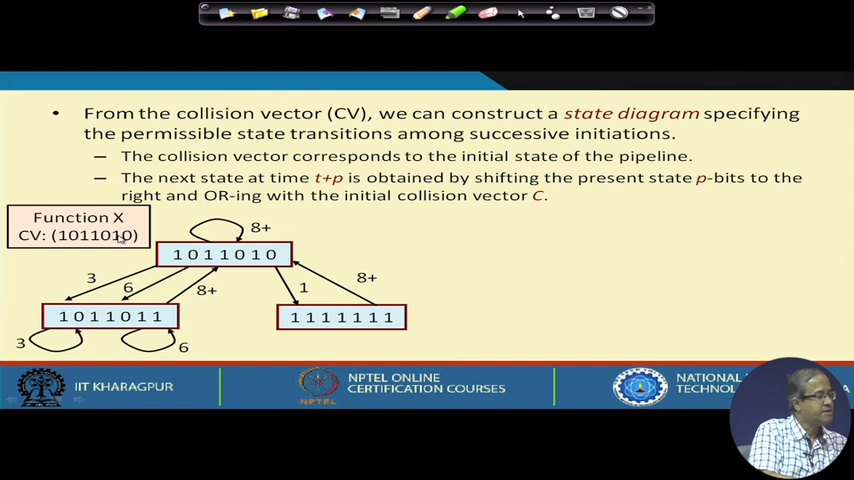 • From the collision vector (CV), we can construct a state diagram specifying
the permissible state transitions among successive initiations.
– The collision vector corresponds to the initial state of the pipeline.
– The next state at time t+p is obtained by shifting the present state p-bits to the
right and OR-ing with the initial collision vector C.
Function X
CV: (1011010)
8+
1 0 1 1 0 1 0
3
6
8+
1
8+
1 0 1 1 0 1 1
1 1 1 1 1 1 1
3
6
IIT KHARAGPUR
NPTEL
NPTEL ONLINE
CERTIFICATION COURSES
NATIONAL